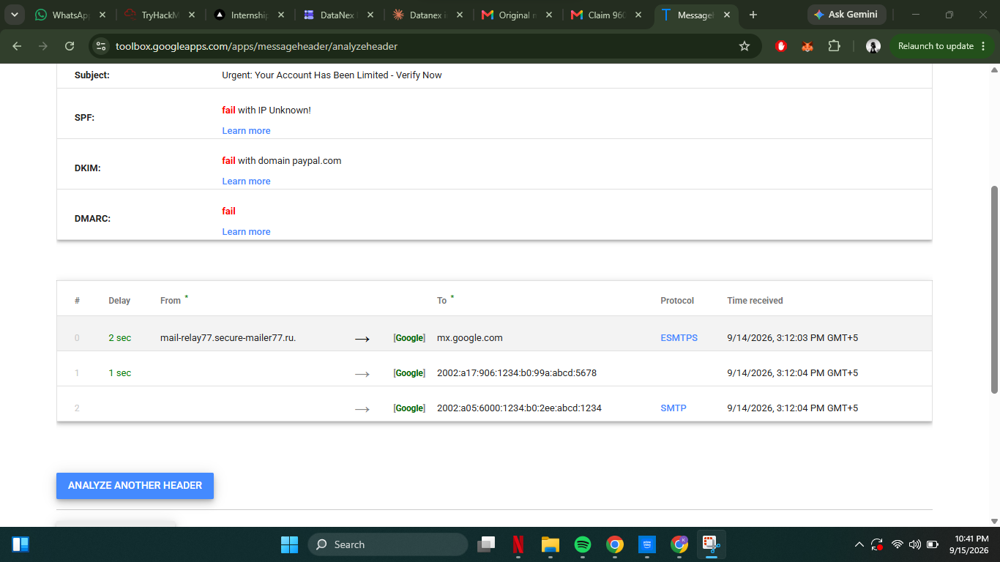 WhatsAp
TryHackM
Internship
DataNex
Datanex in
Original m
Claim 960
Message
Ask Gemini
toolbox.googleapps.com/apps/messageheader/analyzeheader
Relaunch to update
Subject: Urgent: Your Account Has Been Limited - Verify Now
SPF: fail with IP Unknown!
Learn more
DKIM: fail with domain paypal.com
Learn more
DMARC: fail
Learn more
# Delay From * To * Protocol Time received
0 2 sec mail-relay77.secure-mailer77.ru. → [Google] mx.google.com ESMTPS 9/14/2026, 3:12:03 PM GMT+5
1 1 sec → [Google] 2002:a17:906:1234:b0:99a:abcd:5678 9/14/2026, 3:12:04 PM GMT+5
2 → [Google] 2002:a05:6000:1234:b0:2ee:abcd:1234 SMTP 9/14/2026, 3:12:04 PM GMT+5
ANALYZE ANOTHER HEADER
Search
10:41 PM
9/15/2026